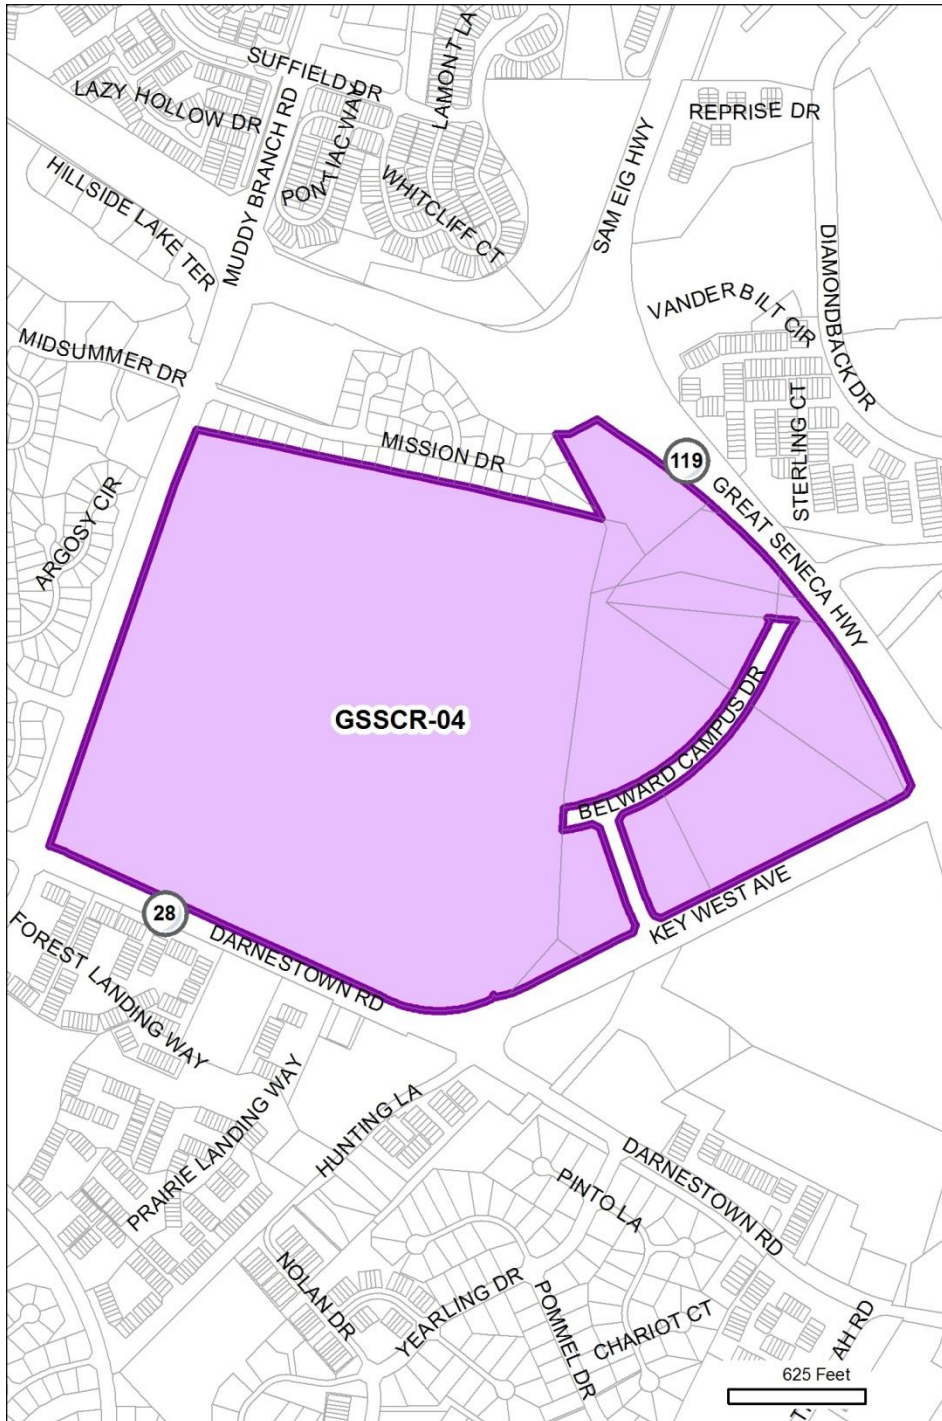 SUFFIELD DR
LAMONT LA
LAZY HOLLOW DR
MUDDY BRANCH RD
PONTIAC WAY
REPRISE DR
SAM EIG HWY
HILLSIDE LAKE TER
WHITCLIFF CT
DIAMONDBACK DR
VANDERBILT CIR
MIDSUMMER DR
STERLING CT
MISSION DR
119
GREAT SENECA HWY
ARGOSY CIR
GSSCR-04
BELWARD CAMPUS DR
KEY WEST AVE
28
DARNESTOWN RD
FOREST LANDING WAY
PRAIRIE LANDING WAY
HUNTING LA
DARNESTOWN RD
PINTO LA
NOLAN DR
YEARLING DR
POMMEL DR
CHARIOT CT
AH RD
625 Feet